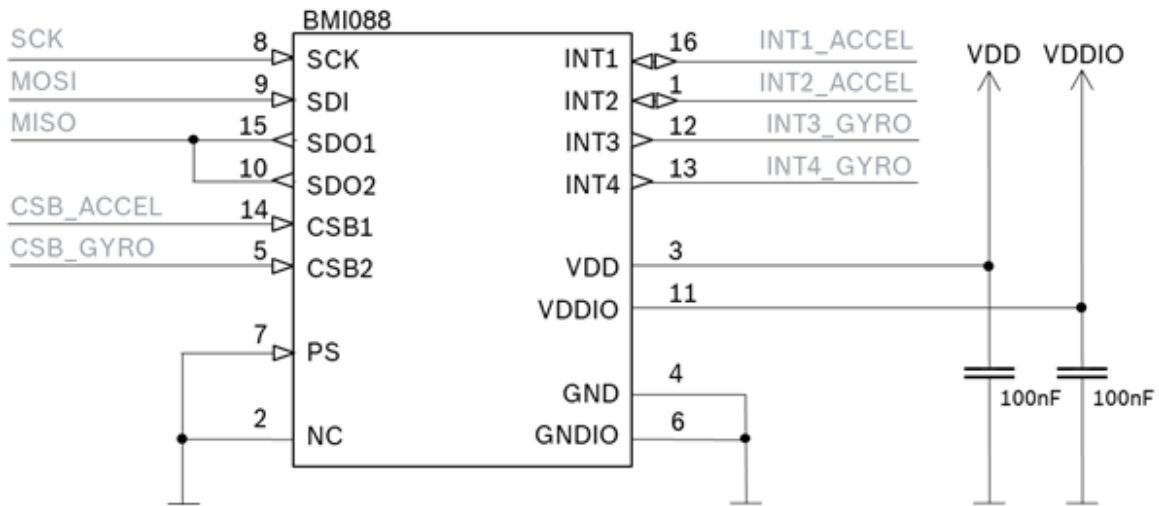 BMI088
SCK 8 SCK
MOSI 9 SDI
MISO 15 SDO1
10 SDO2
CSB_ACCEL 14 CSB1
CSB_GYRO 5 CSB2
7 PS
2 NC
INT1 16 INT1_ACCEL
INT2 1 INT2_ACCEL
INT3 12 INT3_GYRO
INT4 13 INT4_GYRO
VDD 3
VDDIO 11
GND 4
GNDIO 6
VDD VDDIO
100nF 100nF